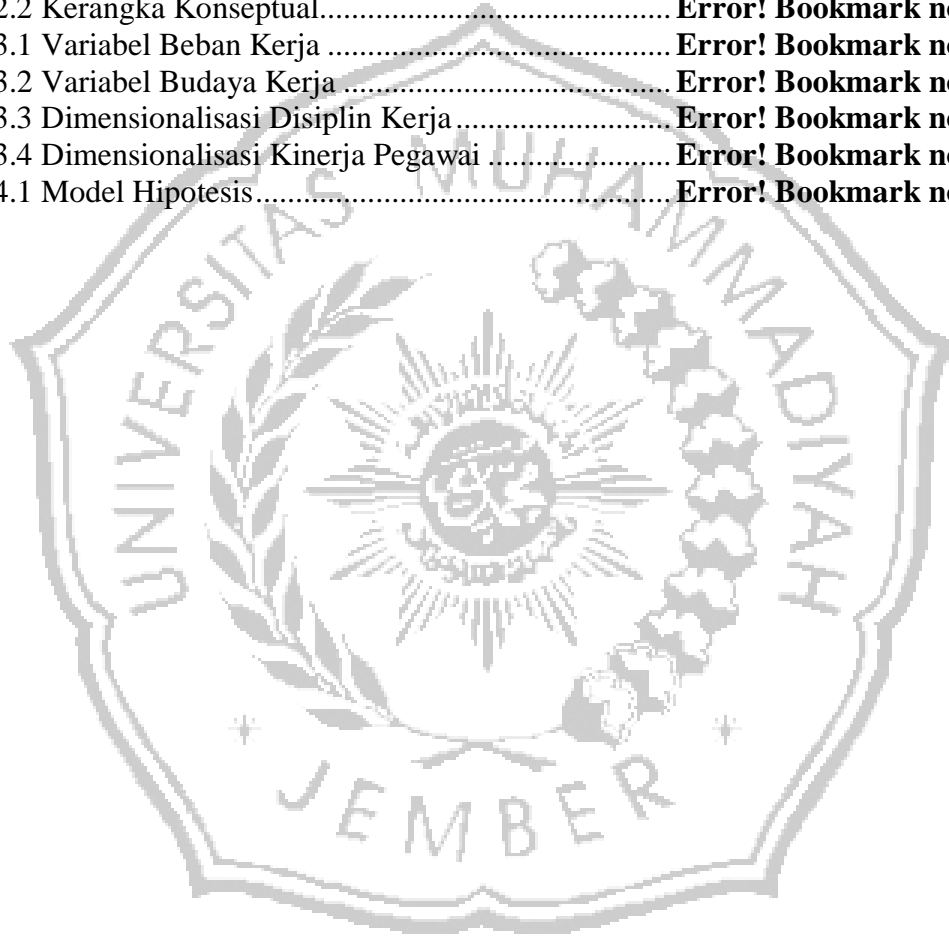 2.2 Kerangka Konseptual............................................ Error! Bookmark no
3.1 Variabel Beban Kerja ........................................... Error! Bookmark no
3.2 Variabel Budaya Kerja ......................................... Error! Bookmark no
3.3 Dimensionalisasi Disiplin Kerja........................... Error! Bookmark no
3.4 Dimensionalisasi Kinerja Pegawai ....................... Error! Bookmark no
4.1 Model Hipotesis.................................................... Error! Bookmark no
UNIVERSITAS MUHAMMADIYAH
JEMBER